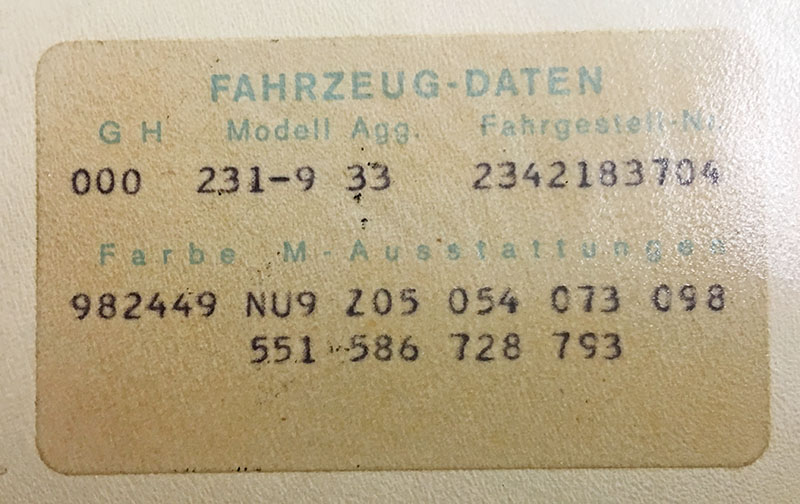 FAHRZEUG-DATEN
GH Modell Agg. Fahrgestell-Nr.
000 231-9 33 2342183704
Farbe M-Ausstattungen
982449 NU9 Z05 054 073 098
551 586 728 793